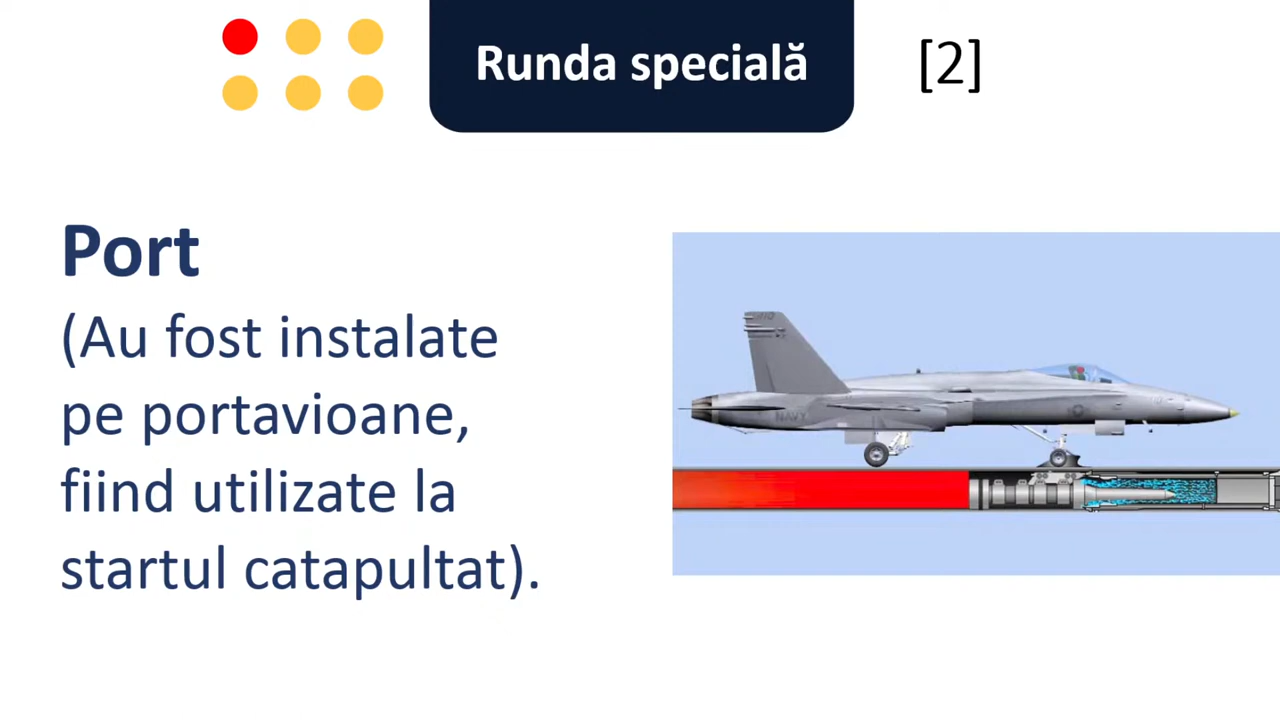 Runda specială
[2]
Port
(Au fost instalate
pe portavioane,
fiind utilizate la
startul catapultat).
NAVY